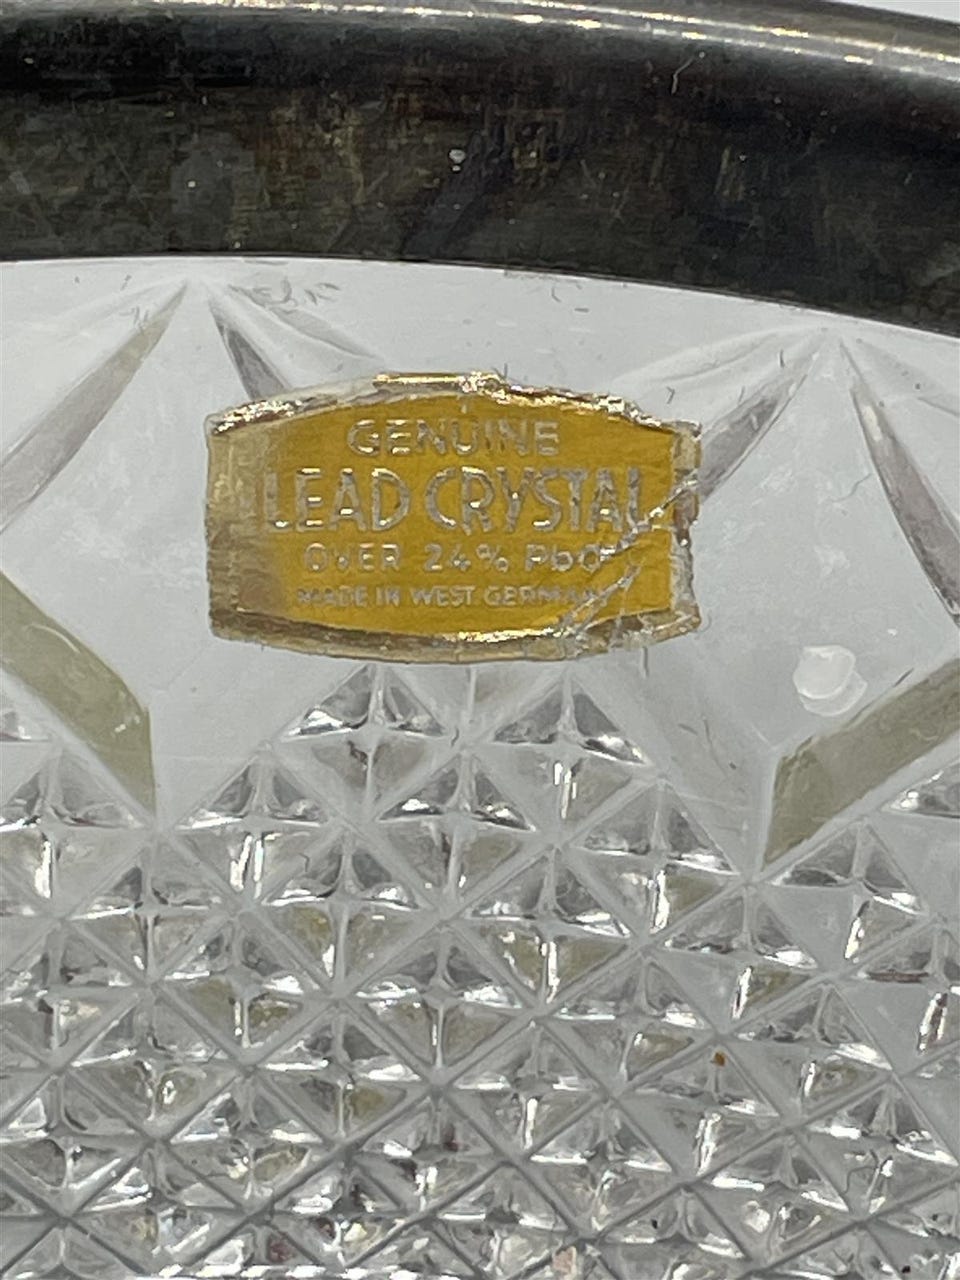 GENUINE
LEAD CRYSTAL
OVER 24% PbO
MADE IN WEST GERMANY